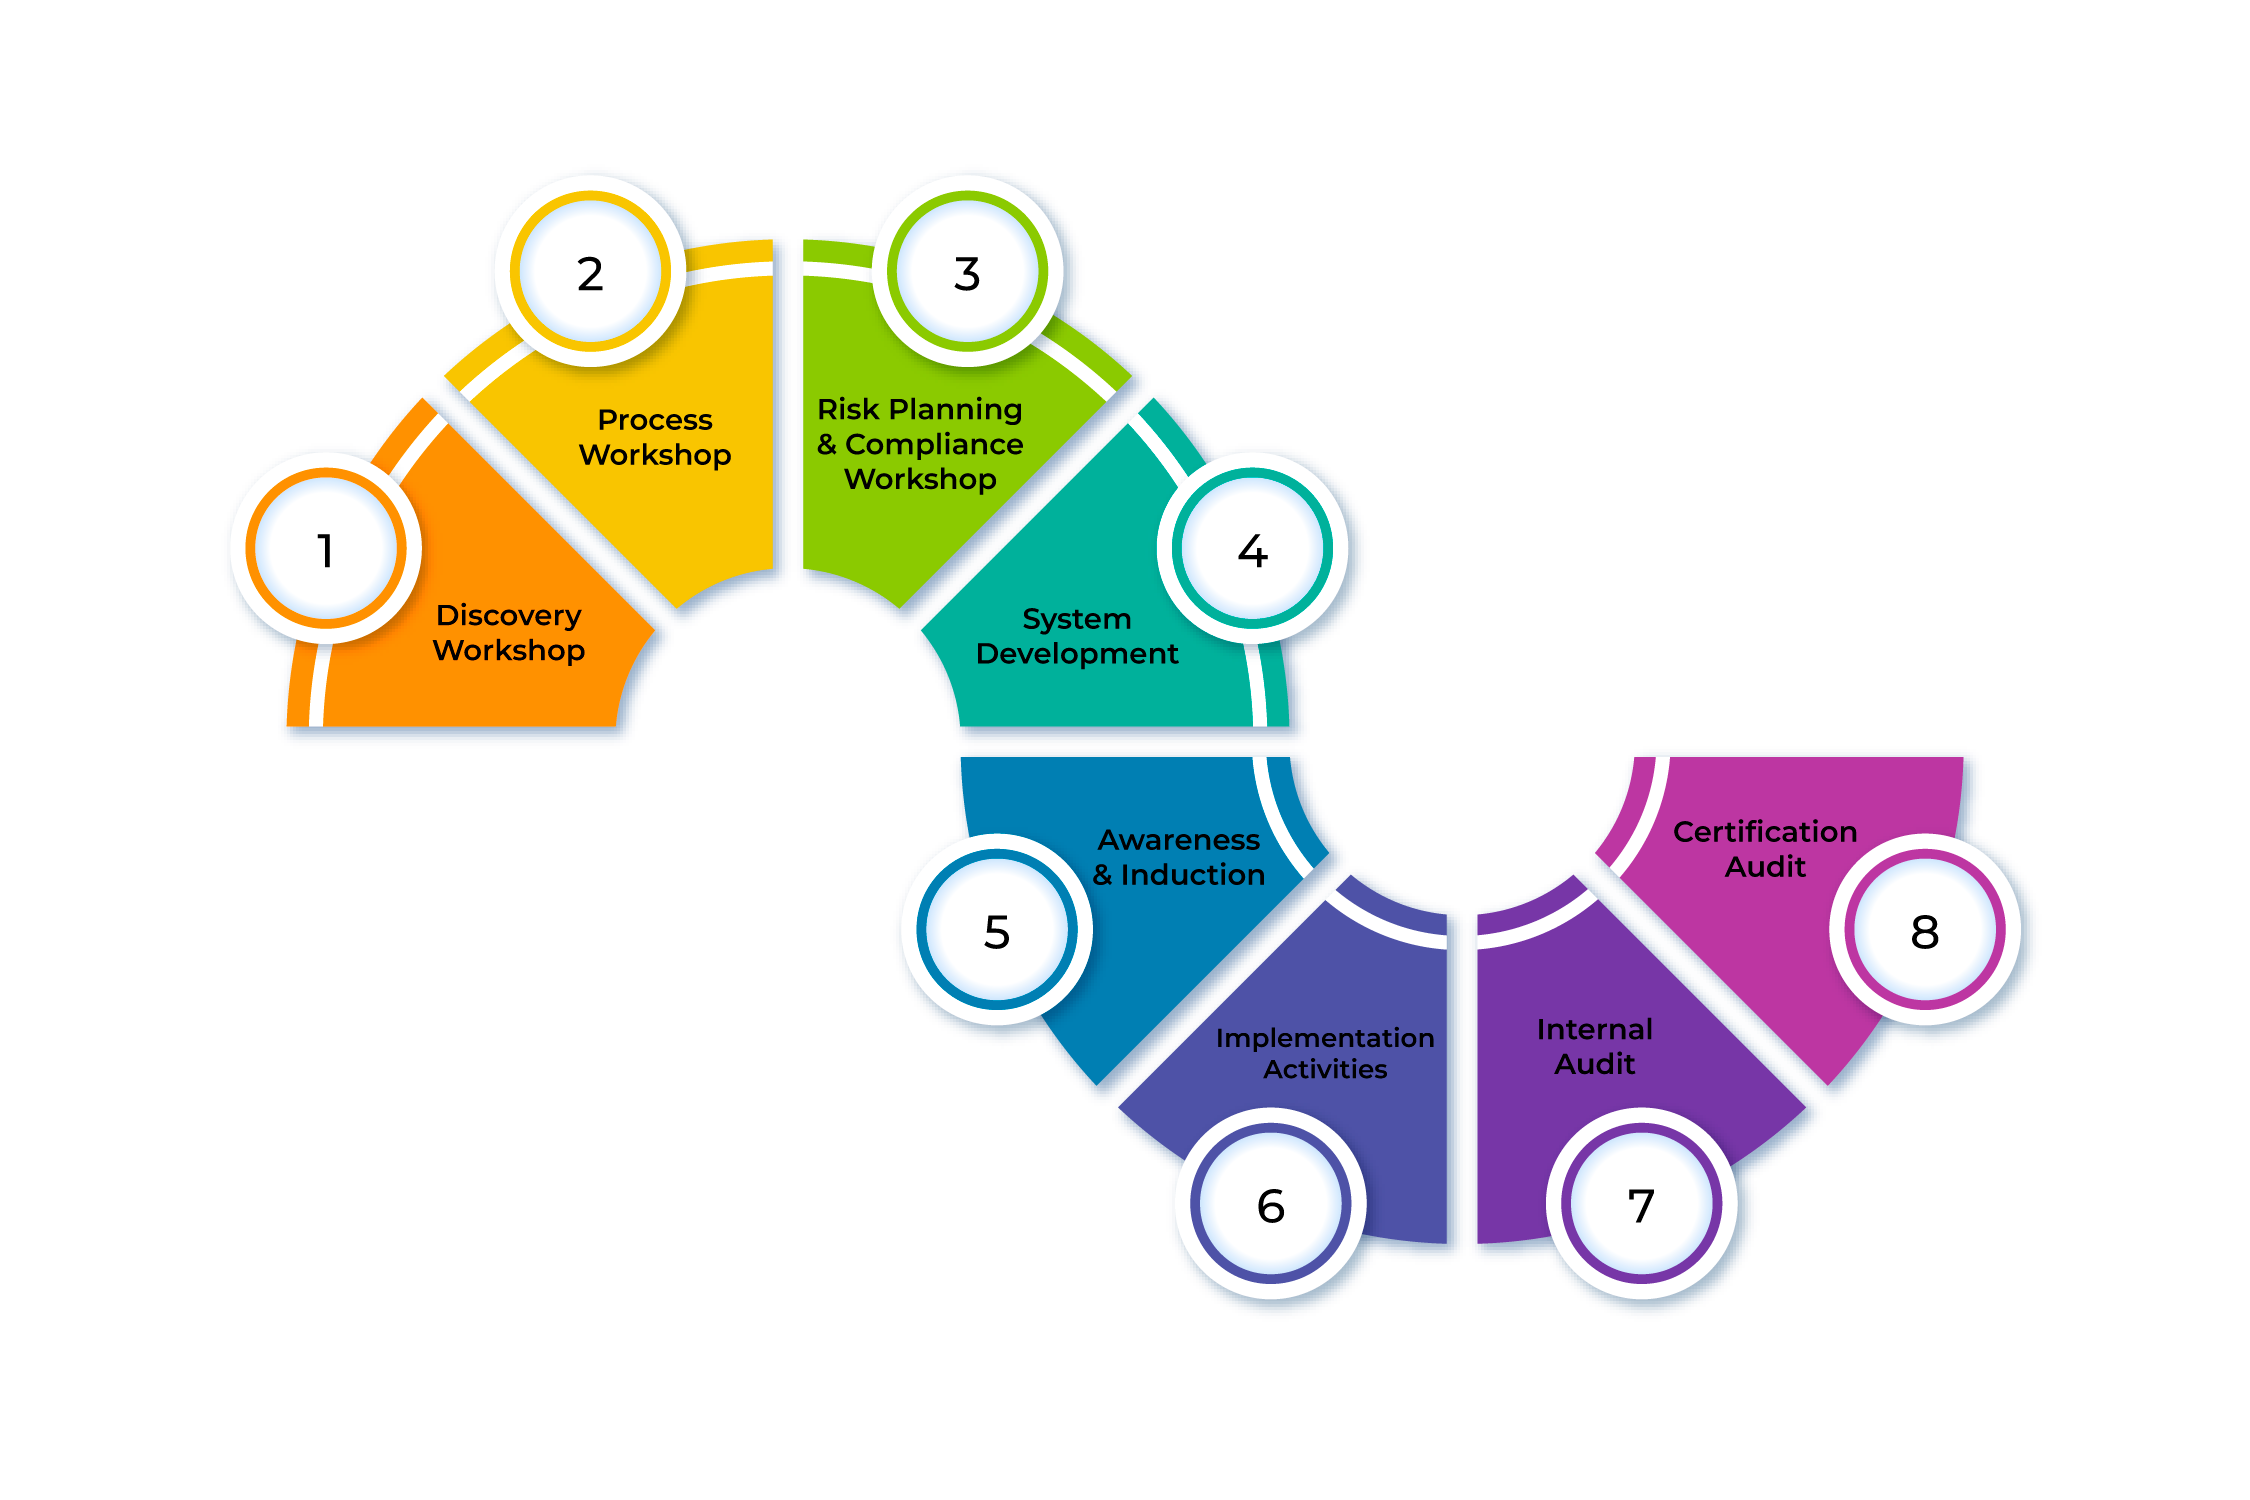 1
Discovery
Workshop
2
Process
Workshop
3
Risk Planning
& Compliance
Workshop
4
System
Development
5
Awareness
& Induction
6
Implementation
Activities
7
Internal
Audit
8
Certification
Audit